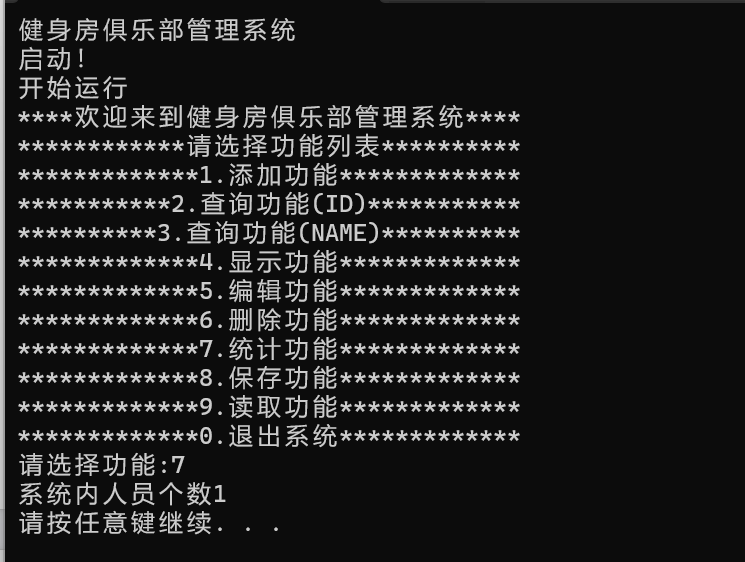 健身房俱乐部管理系统
启动!
开始运行
****欢迎来到健身房俱乐部管理系统****
************请选择功能列表**********
*************1.添加功能*************
***********2.查询功能(ID)***********
**********3.查询功能(NAME)**********
*************4.显示功能*************
*************5.编辑功能*************
*************6.删除功能*************
*************7.统计功能*************
*************8.保存功能*************
*************9.读取功能*************
*************0.退出系统*************
请选择功能:7
系统内人员个数1
请按任意键继续. . .